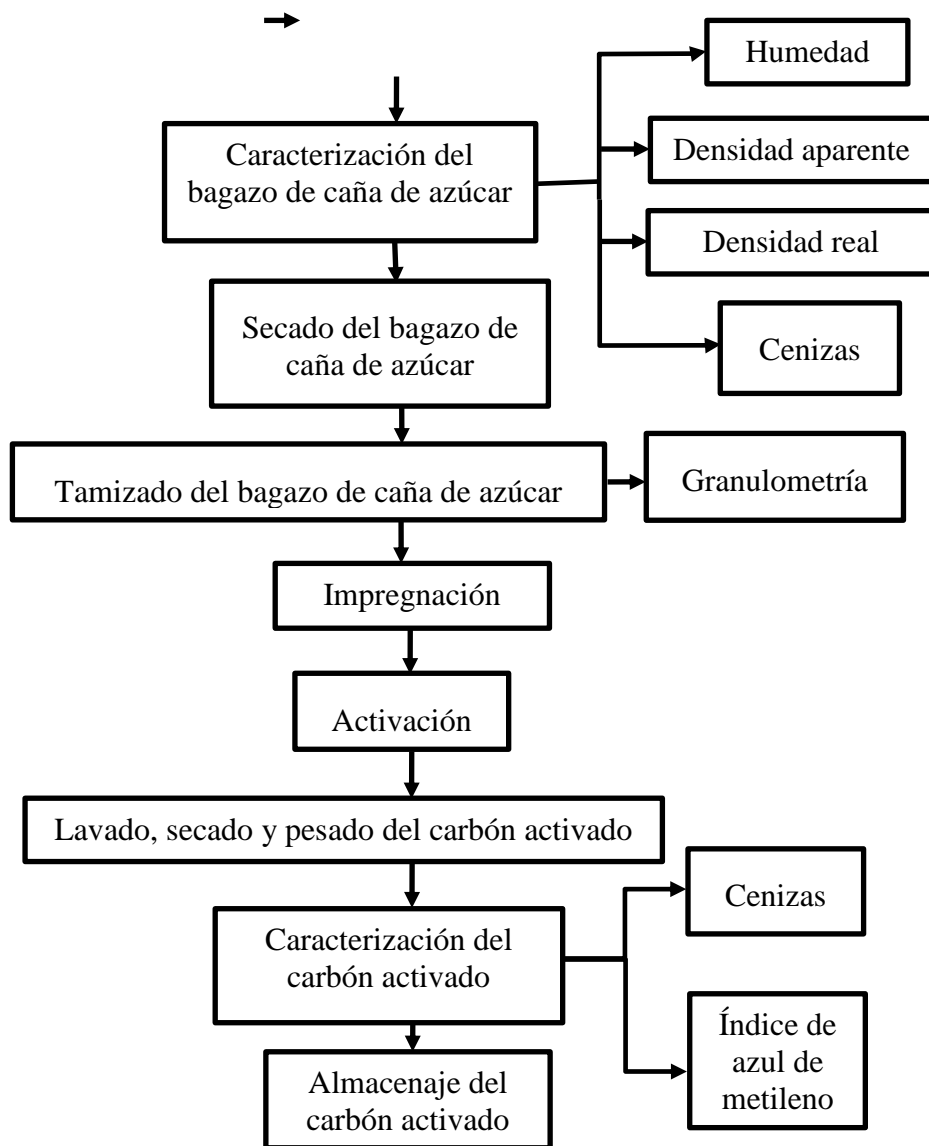 Humedad
Caracterización del
bagazo de caña de azúcar
Densidad aparente
Densidad real
Cenizas
Secado del bagazo de
caña de azúcar
Tamizado del bagazo de caña de azúcar
Granulometría
Impregnación
Activación
Lavado, secado y pesado del carbón activado
Caracterización del
carbón activado
Cenizas
Índice de
azul de
metileno
Almacenaje del
carbón activado